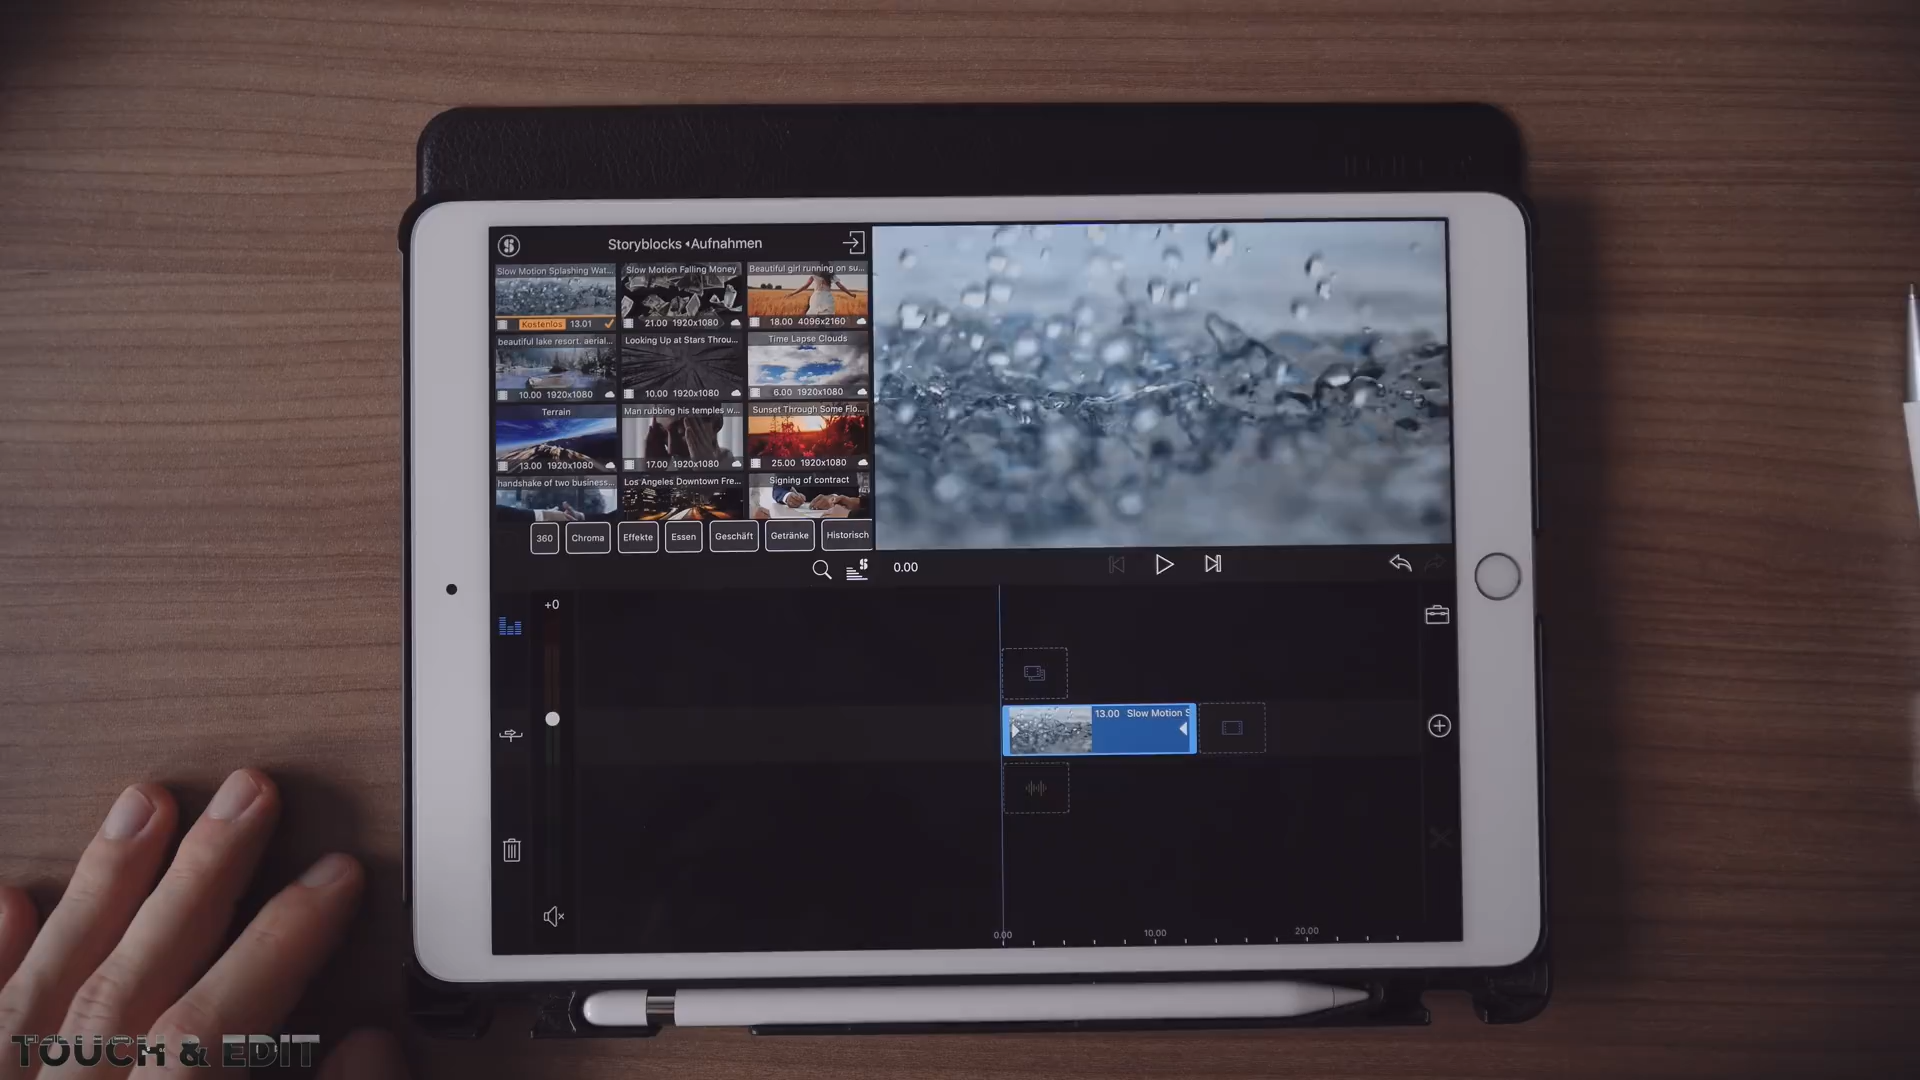 Storyblocks ◂Aufnahmen
Slow Motion Splashing Wat...
Slow Motion Falling Money
Beautiful girl running on su...
Kostenlos 13.01
21.00 1920x1080
18.00 4096x2160
beautiful lake resort. aerial...
Looking Up at Stars Throu...
Time Lapse Clouds
10.00 1920x1080
10.00 1920x1080
6.00 1920x1080
Terrain
Man rubbing his temples w...
Sunset Through Some Flo...
13.00 1920x1080
17.00 1920x1080
25.00 1920x1080
handshake of two business...
Los Angeles Downtown Fre...
Signing of contract
360
Chroma
Effekte
Essen
Geschäft
Getränke
Historisch
0.00
+0
13.00 Slow Motion S
0.00
10.00
20.00
TOUCH & EDIT